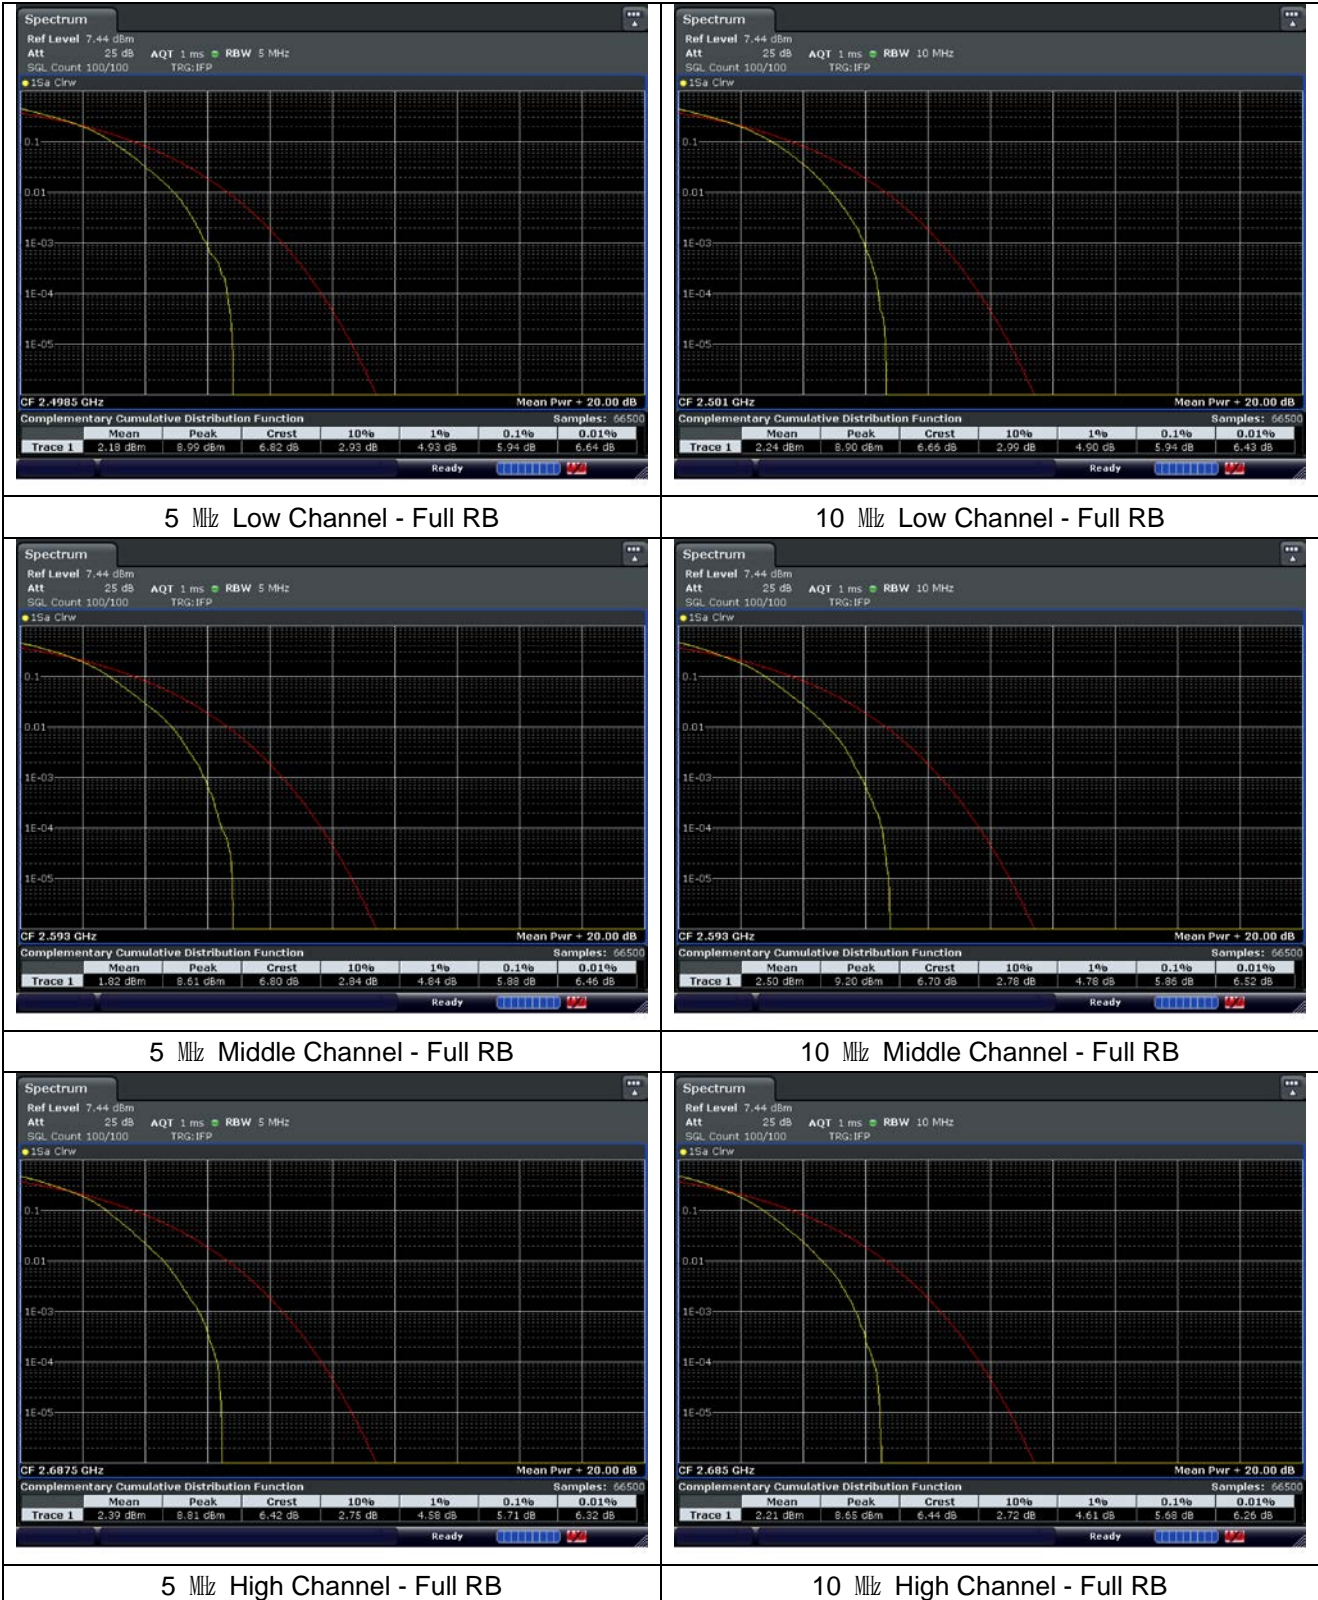 Spectrum
Ref Level 7.44 dBm
Att 25 dB AQT 1 ms RBW 5 MHz
SGL Count 100/100 TRG:IFP
1Sa Clrw
0.1
0.01
1E-03
1E-04
1E-05
CF 2.4985 GHz Mean Pwr + 20.00 dB
Complementary Cumulative Distribution Function Samples: 66500
Mean Peak Crest 10% 1% 0.1% 0.01%
Trace 1 2.18 dBm 8.99 dBm 6.82 dB 2.93 dB 4.93 dB 5.94 dB 6.64 dB
Ready
5 ㎒ Low Channel - Full RB
Spectrum
Ref Level 7.44 dBm
Att 25 dB AQT 1 ms RBW 10 MHz
SGL Count 100/100 TRG:IFP
1Sa Clrw
0.1
0.01
1E-03
1E-04
1E-05
CF 2.501 GHz Mean Pwr + 20.00 dB
Complementary Cumulative Distribution Function Samples: 66500
Mean Peak Crest 10% 1% 0.1% 0.01%
Trace 1 2.24 dBm 8.90 dBm 6.66 dB 2.99 dB 4.90 dB 5.94 dB 6.43 dB
Ready
10 ㎒ Low Channel - Full RB
Spectrum
Ref Level 7.44 dBm
Att 25 dB AQT 1 ms RBW 5 MHz
SGL Count 100/100 TRG:IFP
1Sa Clrw
0.1
0.01
1E-03
1E-04
1E-05
CF 2.593 GHz Mean Pwr + 20.00 dB
Complementary Cumulative Distribution Function Samples: 66500
Mean Peak Crest 10% 1% 0.1% 0.01%
Trace 1 1.82 dBm 8.61 dBm 6.80 dB 2.84 dB 4.84 dB 5.88 dB 6.46 dB
Ready
5 ㎒ Middle Channel - Full RB
Spectrum
Ref Level 7.44 dBm
Att 25 dB AQT 1 ms RBW 10 MHz
SGL Count 100/100 TRG:IFP
1Sa Clrw
0.1
0.01
1E-03
1E-04
1E-05
CF 2.593 GHz Mean Pwr + 20.00 dB
Complementary Cumulative Distribution Function Samples: 66500
Mean Peak Crest 10% 1% 0.1% 0.01%
Trace 1 2.50 dBm 9.20 dBm 6.70 dB 2.78 dB 4.78 dB 5.86 dB 6.52 dB
Ready
10 ㎒ Middle Channel - Full RB
Spectrum
Ref Level 7.44 dBm
Att 25 dB AQT 1 ms RBW 5 MHz
SGL Count 100/100 TRG:IFP
1Sa Clrw
0.1
0.01
1E-03
1E-04
1E-05
CF 2.6875 GHz Mean Pwr + 20.00 dB
Complementary Cumulative Distribution Function Samples: 66500
Mean Peak Crest 10% 1% 0.1% 0.01%
Trace 1 2.39 dBm 8.81 dBm 6.42 dB 2.75 dB 4.58 dB 5.71 dB 6.32 dB
Ready
5 ㎒ High Channel - Full RB
Spectrum
Ref Level 7.44 dBm
Att 25 dB AQT 1 ms RBW 10 MHz
SGL Count 100/100 TRG:IFP
1Sa Clrw
0.1
0.01
1E-03
1E-04
1E-05
CF 2.685 GHz Mean Pwr + 20.00 dB
Complementary Cumulative Distribution Function Samples: 66500
Mean Peak Crest 10% 1% 0.1% 0.01%
Trace 1 2.21 dBm 8.65 dBm 6.44 dB 2.72 dB 4.61 dB 5.68 dB 6.26 dB
Ready
10 ㎒ High Channel - Full RB